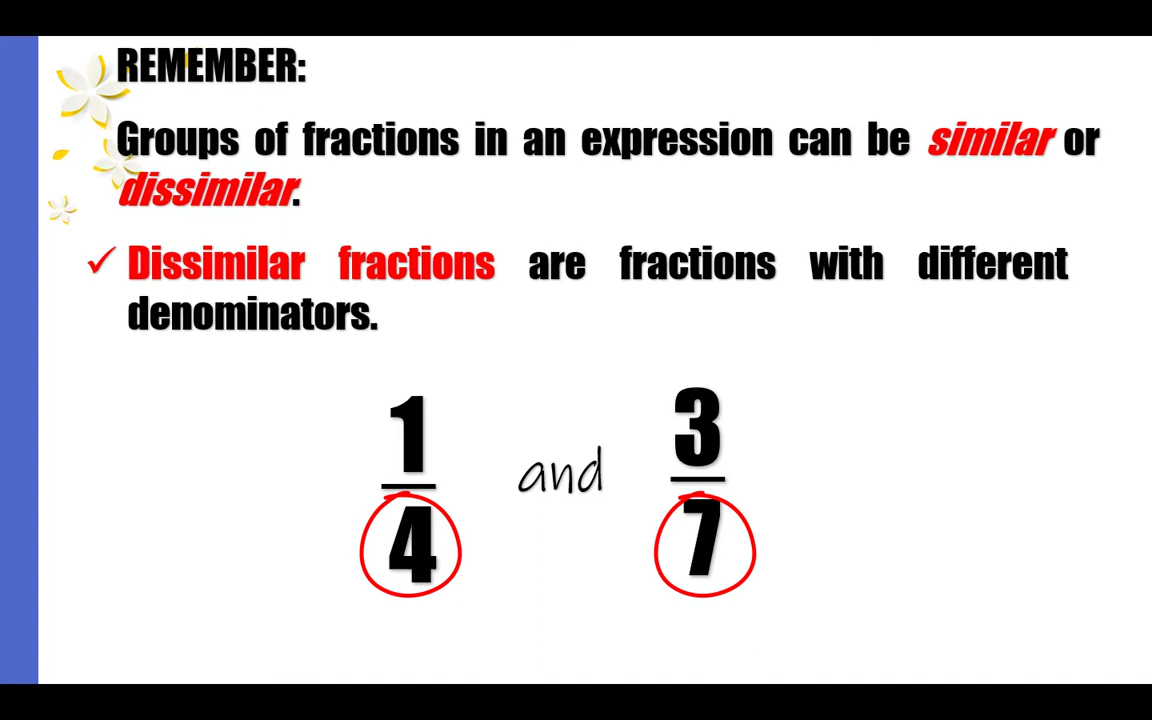 REMEMBER:
Groups of fractions in an expression can be similar or
dissimilar.
✓ Dissimilar fractions are fractions with different
denominators.
1 3
and
4 7